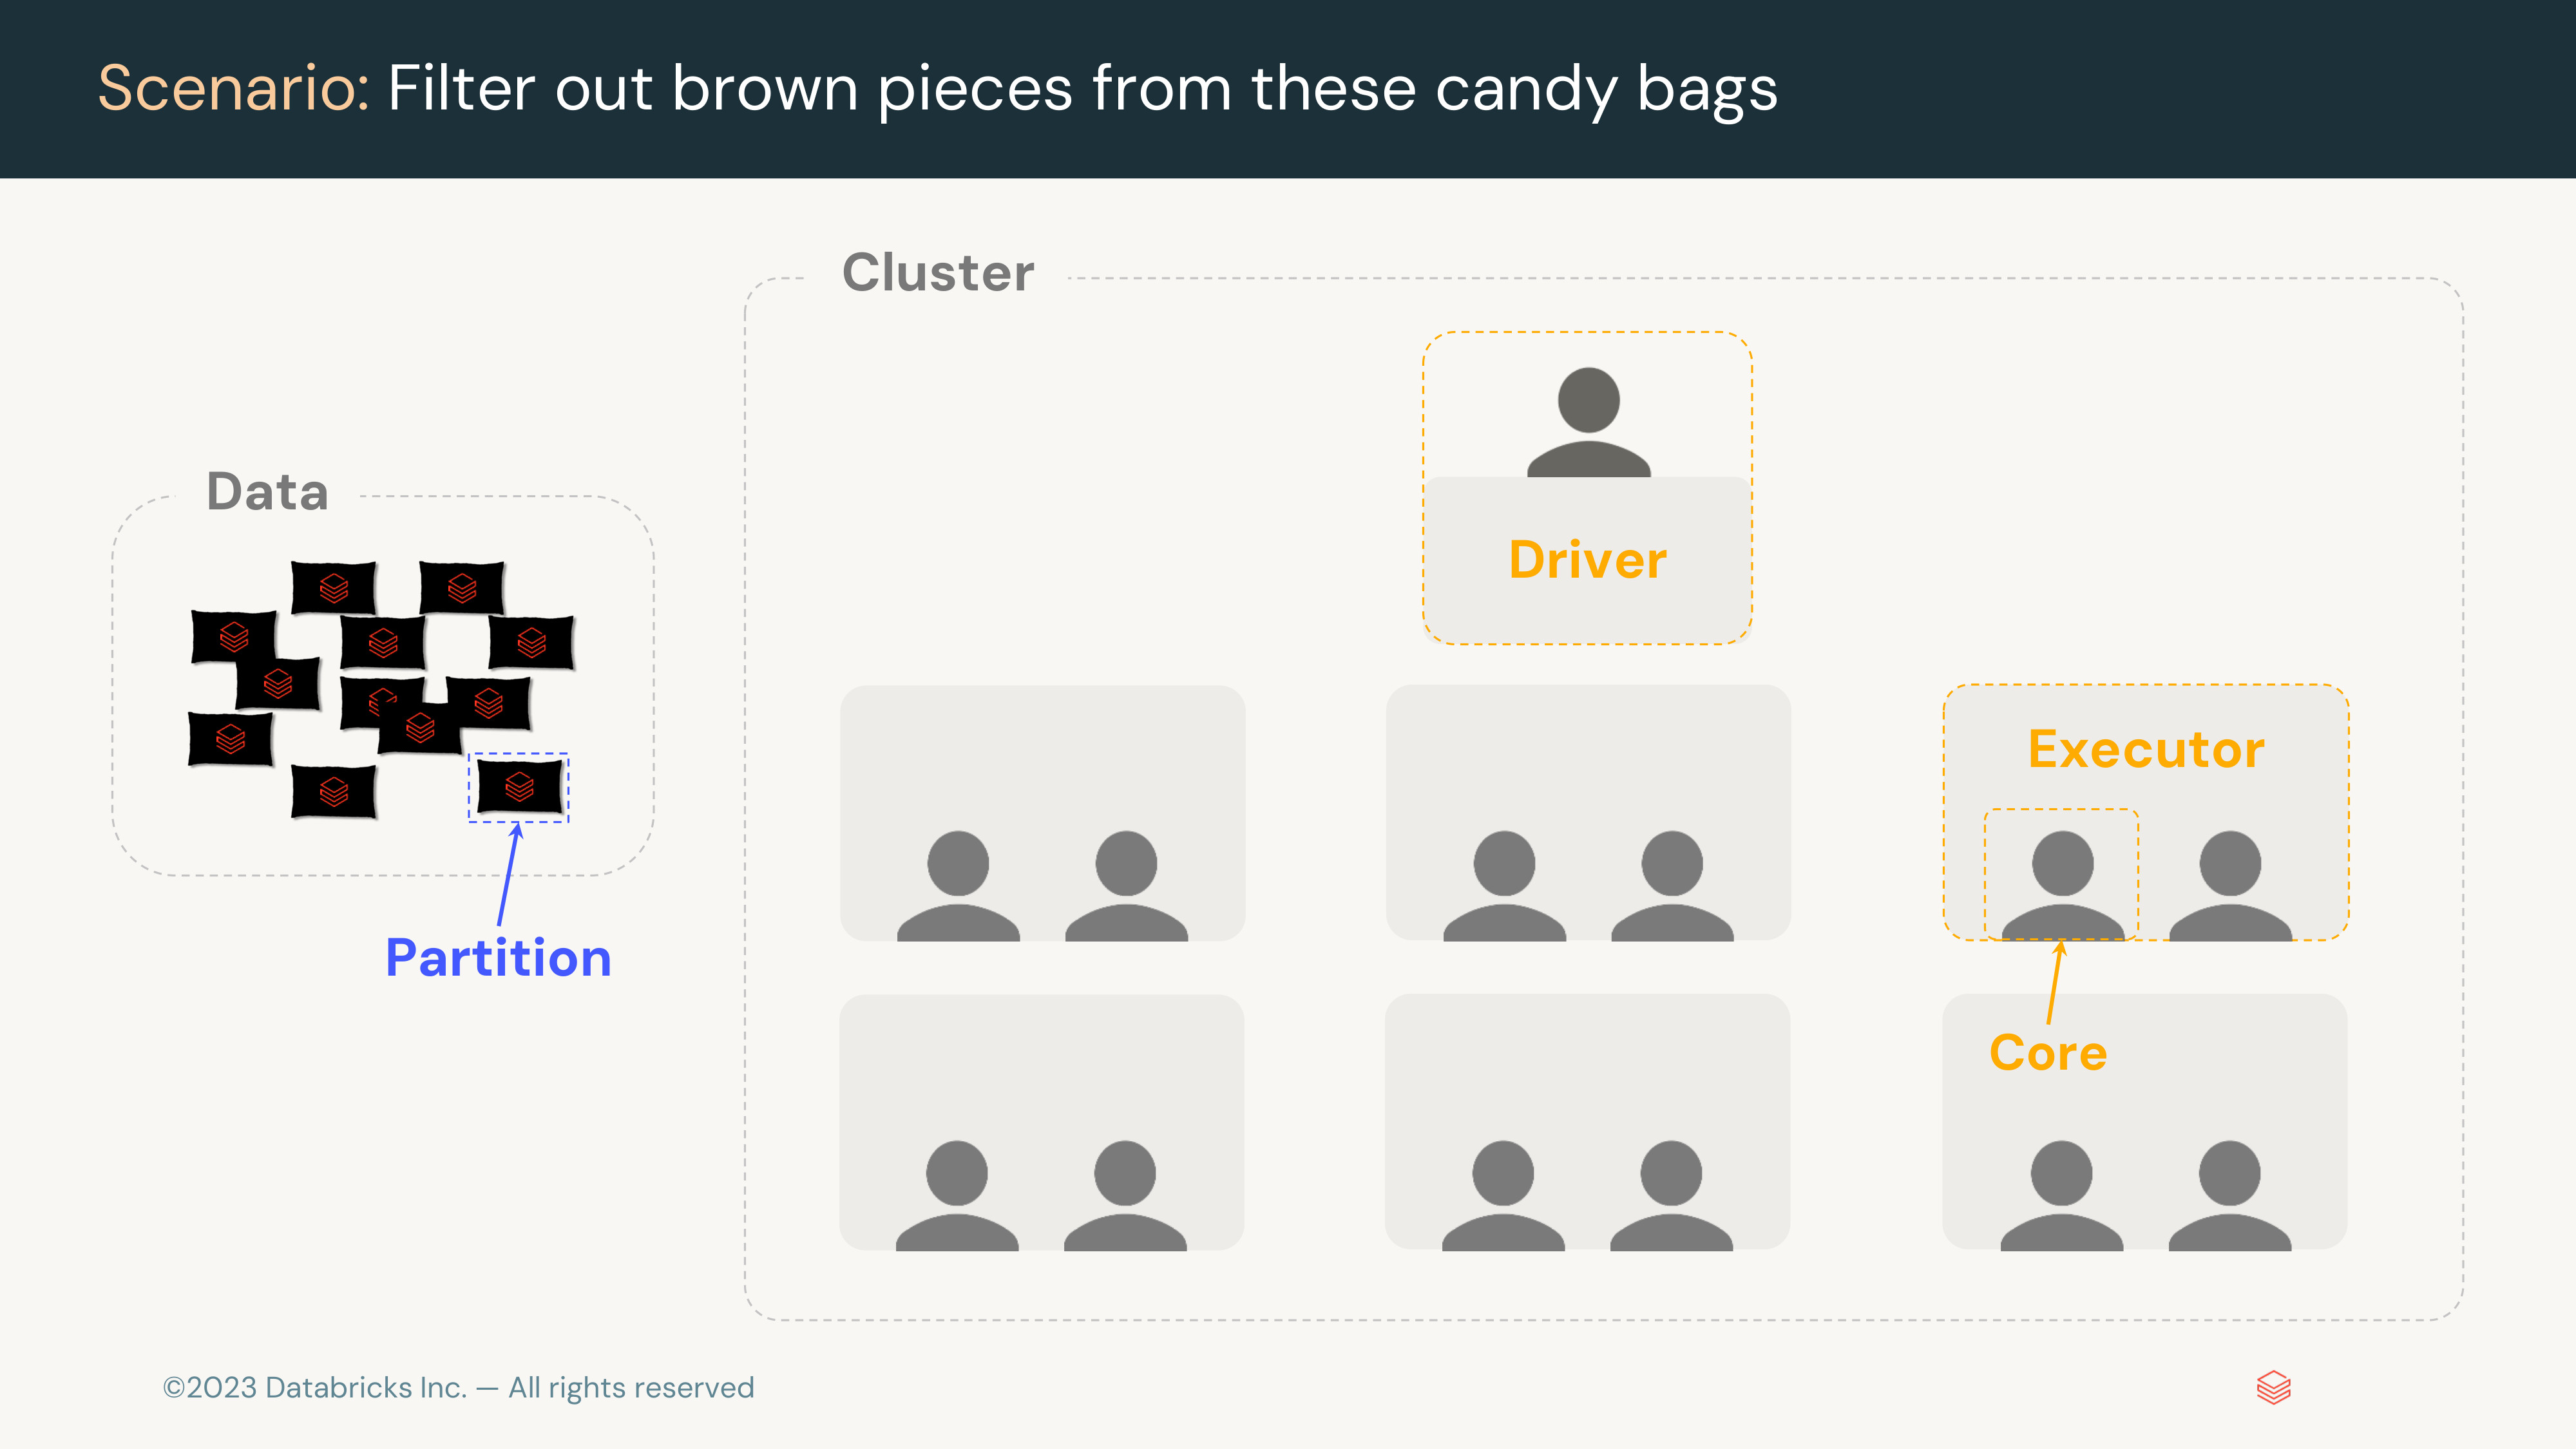 Scenario: Filter out brown pieces from these candy bags
Cluster
Driver
Data
Executor
Partition
Core
©2023 Databricks Inc. — All rights reserved